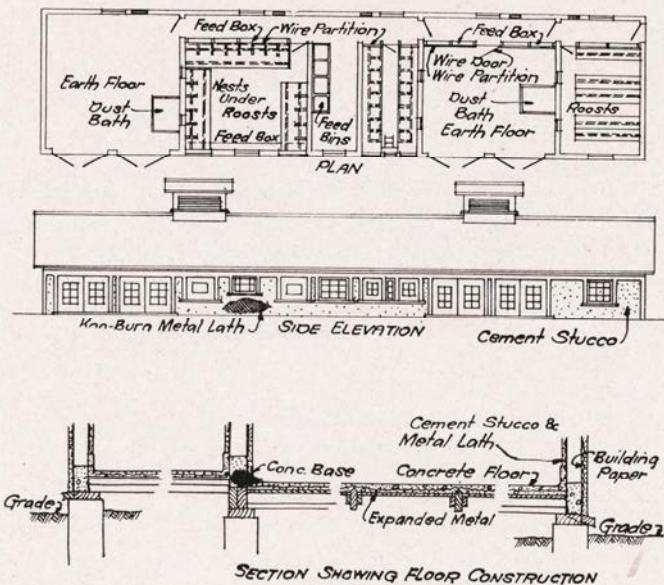 Feed Box
Wire Partition
Feed Box
Earth Floor
Dust
Bath
Nests
Under
Roosts
Feed Box
Feed
Bins
Wire Door
Wire Partition
Dust
Bath
Earth Floor
Roosts
PLAN
Kno-Burn Metal Lath
SIDE ELEVATION
Cement Stucco
Cement Stucco &
Metal Lath
Building
Paper
Conc. Base
Concrete Floor
Grade
Expanded Metal
Grade
SECTION SHOWING FLOOR CONSTRUCTION